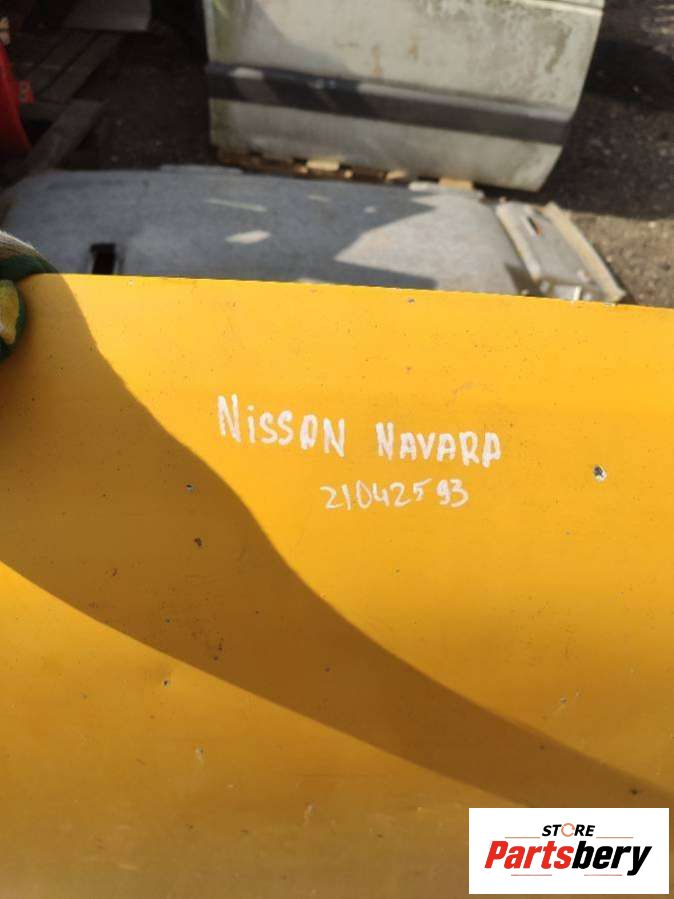 NiSSAN NAVARA
21042593
STORE
Partsbery